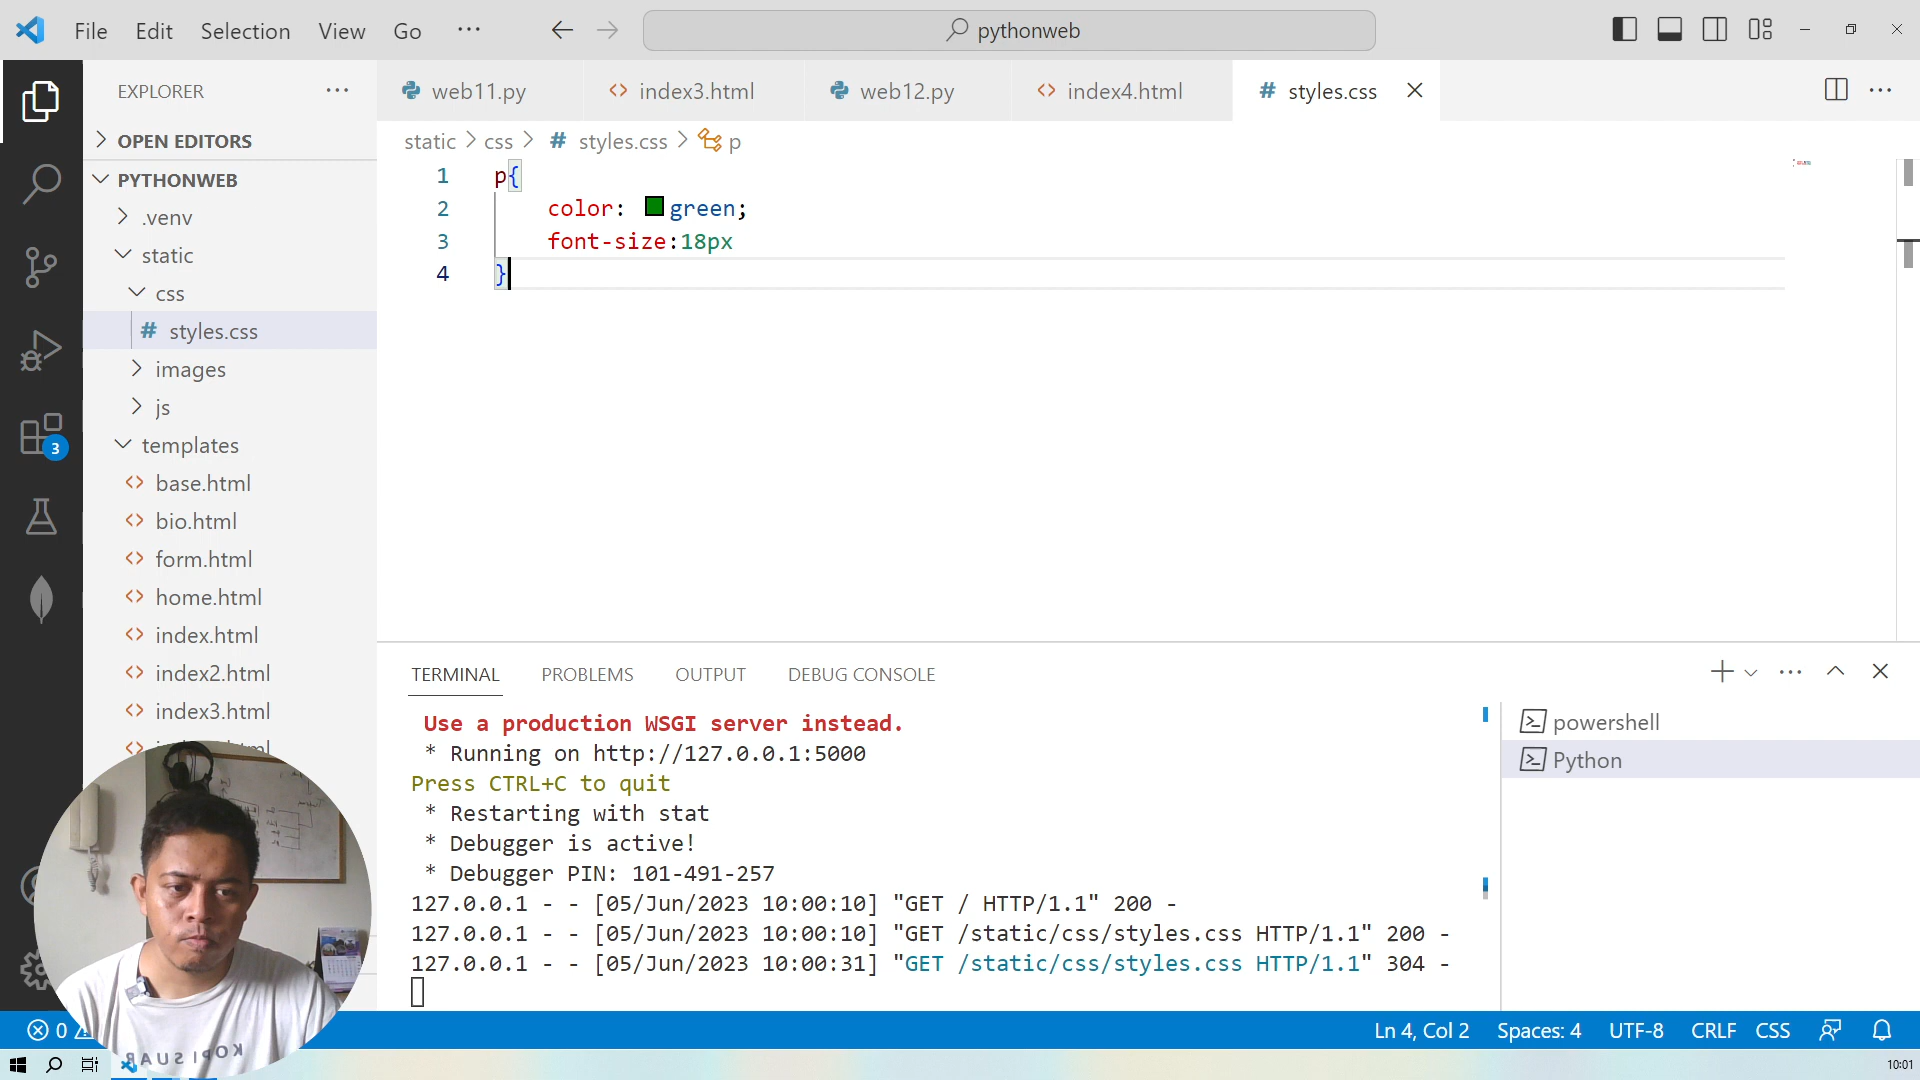 File Edit Selection View Go ··· pythonweb
EXPLORER
OPEN EDITORS
PYTHONWEB
.venv
static
css
# styles.css
images
js
templates
<> base.html
<> bio.html
<> form.html
<> home.html
<> index.html
<> index2.html
<> index3.html
3
web11.py
<> index3.html
web12.py
<> index4.html
# styles.css
static > css > # styles.css > p
1 p{
2 color: green;
3 font-size:18px
4 }
TERMINAL PROBLEMS OUTPUT DEBUG CONSOLE
Use a production WSGI server instead.
* Running on http://127.0.0.1:5000
Press CTRL+C to quit
* Restarting with stat
* Debugger is active!
* Debugger PIN: 101-491-257
127.0.0.1 - - [05/Jun/2023 10:00:10] "GET / HTTP/1.1" 200 -
127.0.0.1 - - [05/Jun/2023 10:00:10] "GET /static/css/styles.css HTTP/1.1" 200 -
127.0.0.1 - - [05/Jun/2023 10:00:31] "GET /static/css/styles.css HTTP/1.1" 304 -
powershell
Python
KOPI SUAR
0
Ln 4, Col 2 Spaces: 4 UTF-8 CRLF CSS
10:01